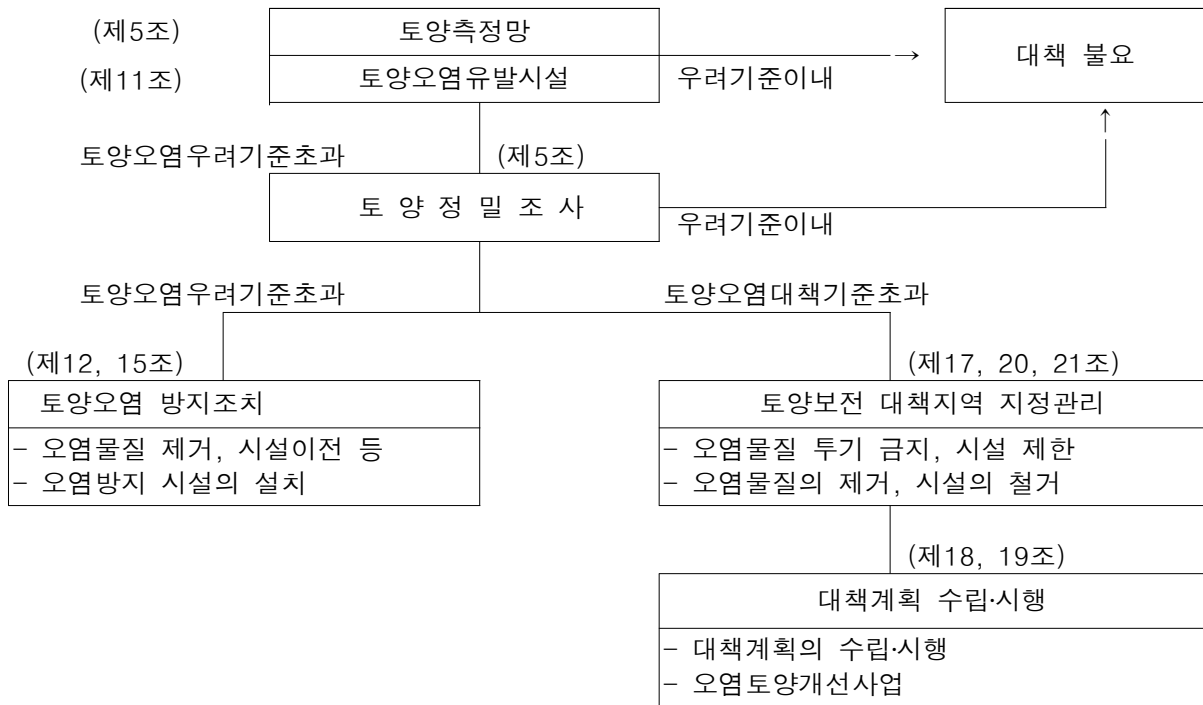 (제5조)
토양측정망
대책 불요
(제11조)
토양오염유발시설
→
우려기준이내
↑
토양오염우려기준초과
(제5조)
토 양 정 밀 조 사
우려기준이내
토양오염우려기준초과
토양오염대책기준초과
(제12, 15조)
토양오염 방지조치
- 오염물질 제거, 시설이전 등
- 오염방지 시설의 설치
(제17, 20, 21조)
토양보전 대책지역 지정관리
- 오염물질 투기 금지, 시설 제한
- 오염물질의 제거, 시설의 철거
(제18, 19조)
대책계획 수립·시행
- 대책계획의 수립·시행
- 오염토양개선사업